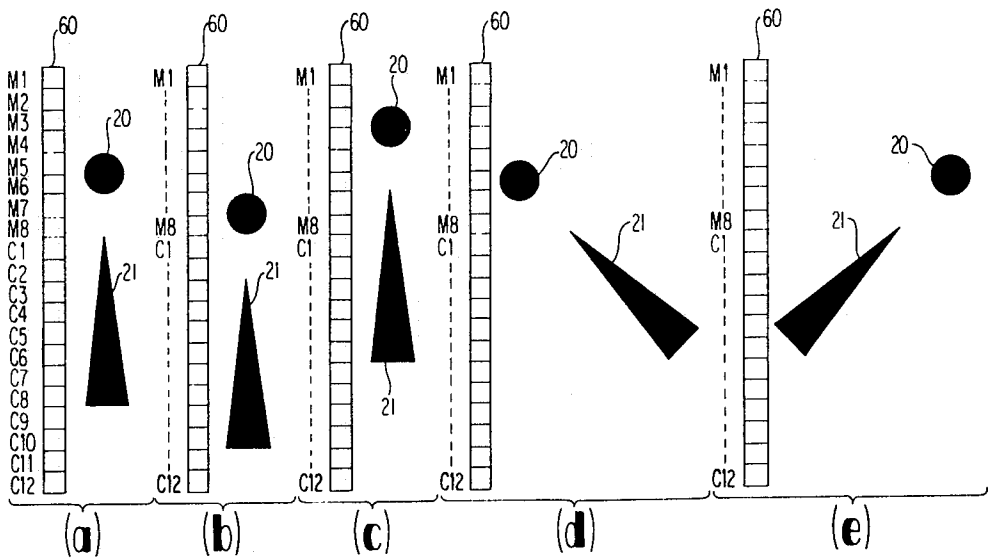 60 60 60 60 60
M1 M1 M1 M1 M1
M2
M3 20
M4 20
M5 20 20 20
M6
M7
M8 M8 M8 M8 M8
C1 C1 C1 C1 C1
C2 21 21 21 21
C3
C4
C5
C6
C7
C8 21
C9
C10
C11
C12 C12 C12 C12 C12
(a) (b) (c) (d) (e)